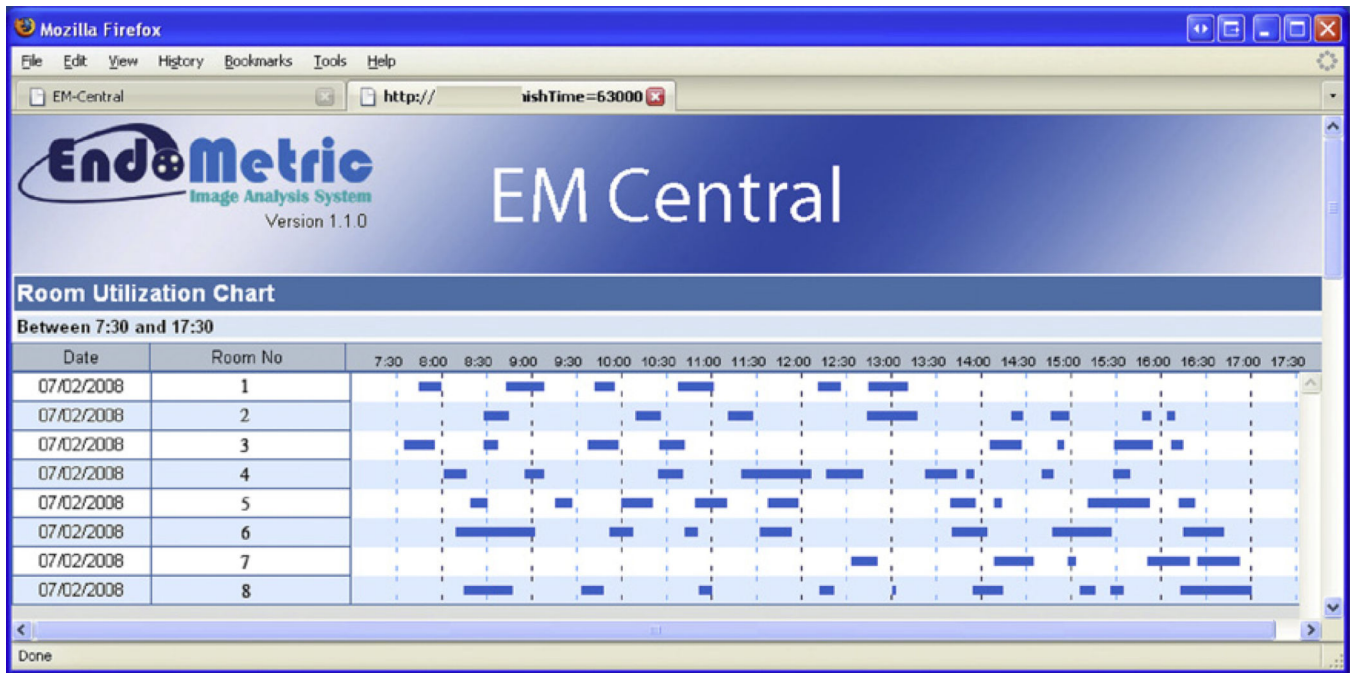 Mozilla Firefox
File Edit View History Bookmarks Tools Help
EM-Central http:// nishTime=63000
EndoMetric
Image Analysis System
Version 1.1.0
EM Central
Room Utilization Chart
Between 7:30 and 17:30
Date Room No 7:30 8:00 8:30 9:00 9:30 10:00 10:30 11:00 11:30 12:00 12:30 13:00 13:30 14:00 14:30 15:00 15:30 16:00 16:30 17:00 17:30
07/02/2008 1
07/02/2008 2
07/02/2008 3
07/02/2008 4
07/02/2008 5
07/02/2008 6
07/02/2008 7
07/02/2008 8
Done